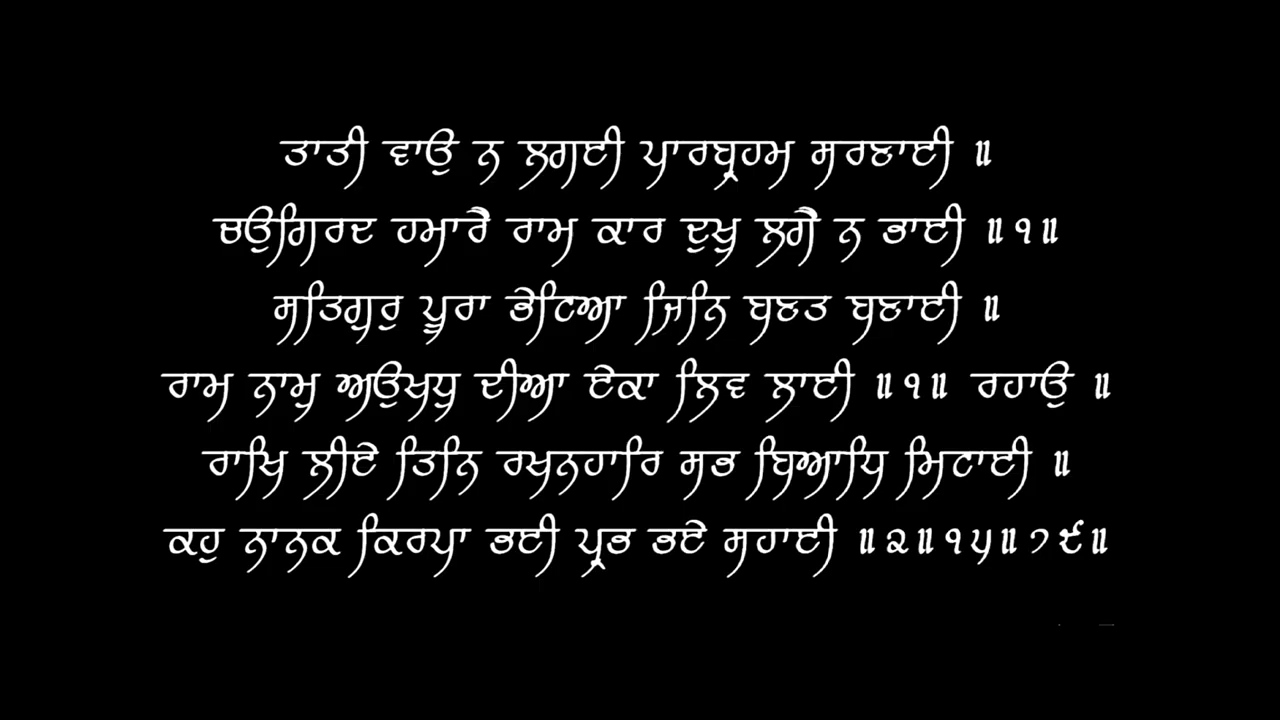 ਤਾਤੀ ਵਾਉ ਨ ਲਗਈ ਪਾਰਬ੍ਰਹਮ ਸਰਣਾਈ ॥
ਚਉਗਿਰਦ ਹਮਾਰੈ ਰਾਮ ਕਾਰ ਦੁਖੁ ਲਗੈ ਨ ਭਾਈ ॥੧॥
ਸਤਿਗੁਰੁ ਪੂਰਾ ਭੇਟਿਆ ਜਿਨਿ ਬਣਤ ਬਣਾਈ ॥
ਰਾਮ ਨਾਮੁ ਅਉਖਧੁ ਦੀਆ ਏਕਾ ਲਿਵ ਲਾਈ ॥੧॥ ਰਹਾਉ ॥
ਰਾਖਿ ਲੀਏ ਤਿਨਿ ਰਖਨਹਾਰਿ ਸਭ ਬਿਆਧਿ ਮਿਟਾਈ ॥
ਕਹੁ ਨਾਨਕ ਕਿਰਪਾ ਭਈ ਪ੍ਰਭ ਭਏ ਸਹਾਈ ॥੨॥੧੫॥੭੯॥